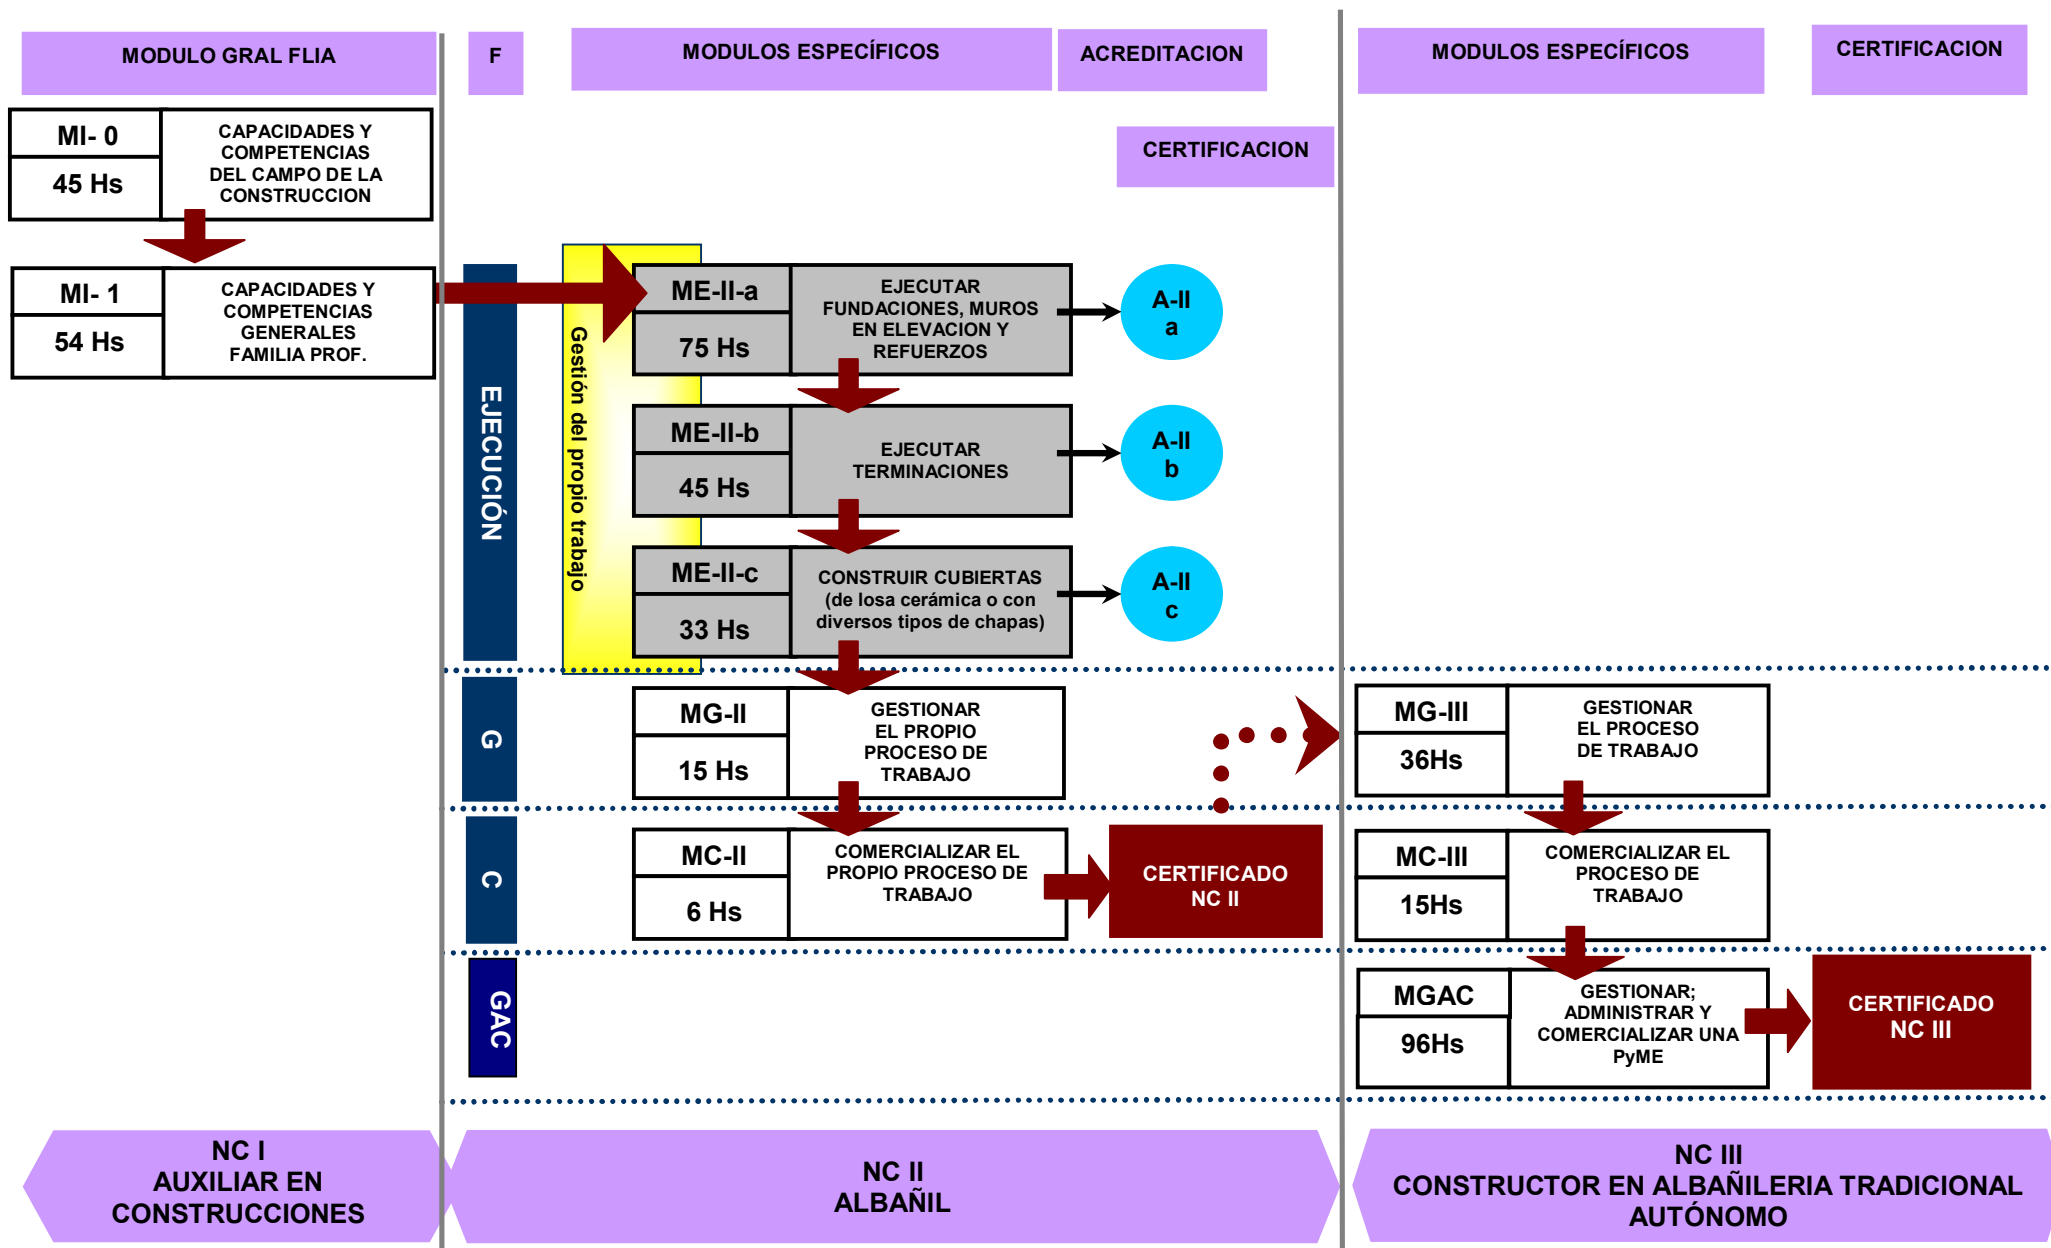 MODULO GRAL FLIA
F
MODULOS ESPECÍFICOS
ACREDITACION
MODULOS ESPECÍFICOS
CERTIFICACION
CERTIFICACION
MI- 0
45 Hs
CAPACIDADES Y
COMPETENCIAS
DEL CAMPO DE LA
CONSTRUCCION
MI- 1
54 Hs
CAPACIDADES Y
COMPETENCIAS
GENERALES
FAMILIA PROF.
EJECUCIÓN
Gestión del propio trabajo
ME-II-a
75 Hs
EJECUTAR
FUNDACIONES, MUROS
EN ELEVACION Y
REFUERZOS
A-II
a
ME-II-b
45 Hs
EJECUTAR
TERMINACIONES
A-II
b
ME-II-c
33 Hs
CONSTRUIR CUBIERTAS
(de losa cerámica o con
diversos tipos de chapas)
A-II
c
G
MG-II
15 Hs
GESTIONAR
EL PROPIO
PROCESO DE
TRABAJO
MG-III
36Hs
GESTIONAR
EL PROCESO
DE TRABAJO
C
MC-II
6 Hs
COMERCIALIZAR EL
PROPIO PROCESO DE
TRABAJO
CERTIFICADO
NC II
MC-III
15Hs
COMERCIALIZAR EL
PROCESO DE
TRABAJO
GAC
MGAC
96Hs
GESTIONAR;
ADMINISTRAR Y
COMERCIALIZAR UNA
PyME
CERTIFICADO
NC III
NC I
AUXILIAR EN
CONSTRUCCIONES
NC II
ALBAÑIL
NC III
CONSTRUCTOR EN ALBAÑILERIA TRADICIONAL
AUTÓNOMO